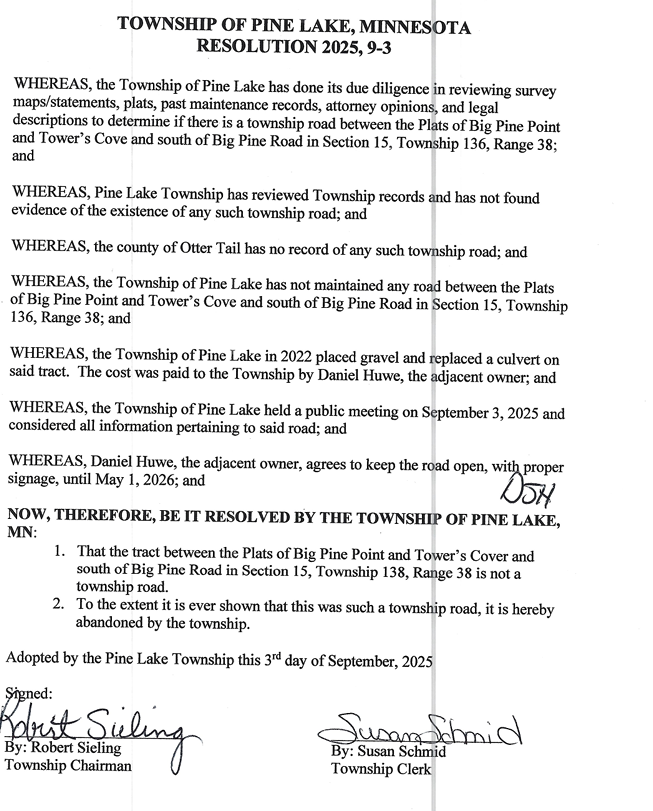 TOWNSHIP OF PINE LAKE, MINNESOTA
RESOLUTION 2025, 9-3
WHEREAS, the Township of Pine Lake has done its due diligence in reviewing survey
maps/statements, plats, past maintenance records, attorney opinions, and legal
descriptions to determine if there is a township road between the Plats of Big Pine Point
and Tower's Cove and south of Big Pine Road in Section 15, Township 136, Range 38;
and
WHEREAS, Pine Lake Township has reviewed Township records and has not found
evidence of the existence of any such township road; and
WHEREAS, the county of Otter Tail has no record of any such township road; and
WHEREAS, the Township of Pine Lake has not maintained any road between the Plats
of Big Pine Point and Tower's Cove and south of Big Pine Road in Section 15, Township
136, Range 38; and
WHEREAS, the Township of Pine Lake in 2022 placed gravel and replaced a culvert on
said tract. The cost was paid to the Township by Daniel Huwe, the adjacent owner; and
WHEREAS, the Township of Pine Lake held a public meeting on September 3, 2025 and
considered all information pertaining to said road; and
WHEREAS, Daniel Huwe, the adjacent owner, agrees to keep the road open, with proper
signage, until May 1, 2026; and
DJH
NOW, THEREFORE, BE IT RESOLVED BY THE TOWNSHIP OF PINE LAKE,
MN:
1. That the tract between the Plats of Big Pine Point and Tower's Cover and
south of Big Pine Road in Section 15, Township 138, Range 38 is not a
township road.
2. To the extent it is ever shown that this was such a township road, it is hereby
abandoned by the township.
Adopted by the Pine Lake Township this 3rd day of September, 2025
Signed:
Robert Sieling Susan Schmid
By: Robert Sieling By: Susan Schmid
Township Chairman Township Clerk